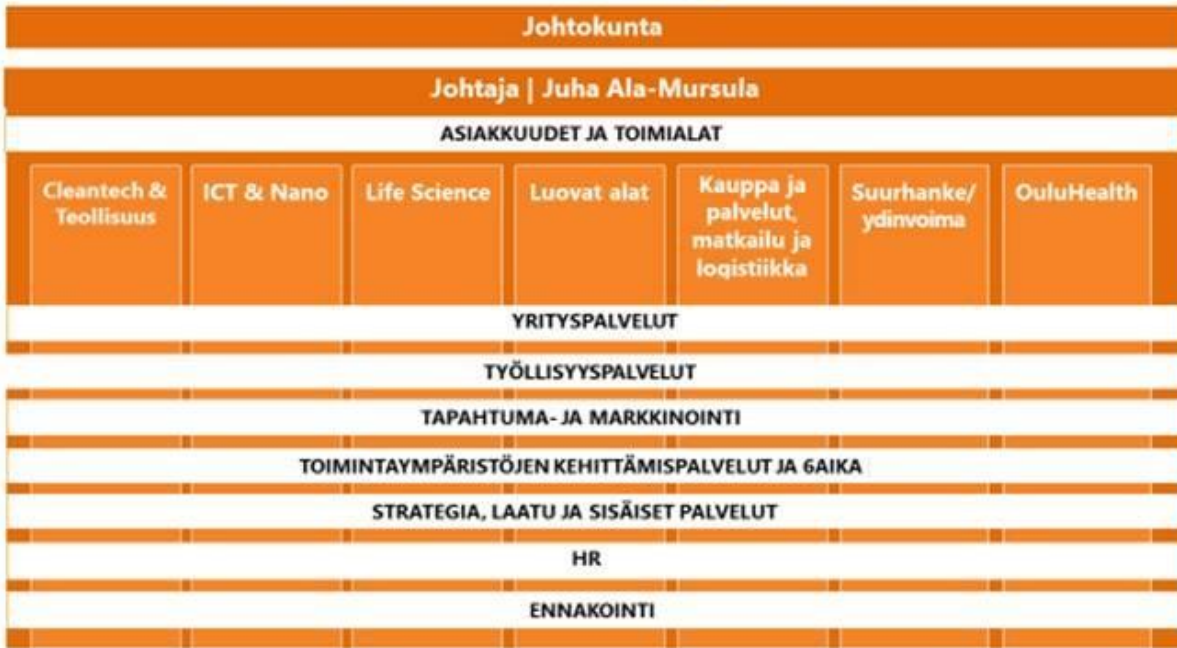 Johtokunta
Johtaja | Juha Ala-Mursula
ASIAKKUUDET JA TOIMIALAT
Cleantech &
Teollisuus
ICT & Nano
Life Science
Luovat alat
Kauppa ja
palvelut,
matkailu ja
logistiikka
Suurhanke/
ydinvoima
OuluHealth
YRITYSPALVELUT
TYÖLLISYYSPALVELUT
TAPAHTUMA- JA MARKKINOINTI
TOIMINTAYMPÄRISTÖJEN KEHITTÄMISPALVELUT JA 6AIKA
STRATEGIA, LAATU JA SISÄISET PALVELUT
HR
ENNAKOINTI